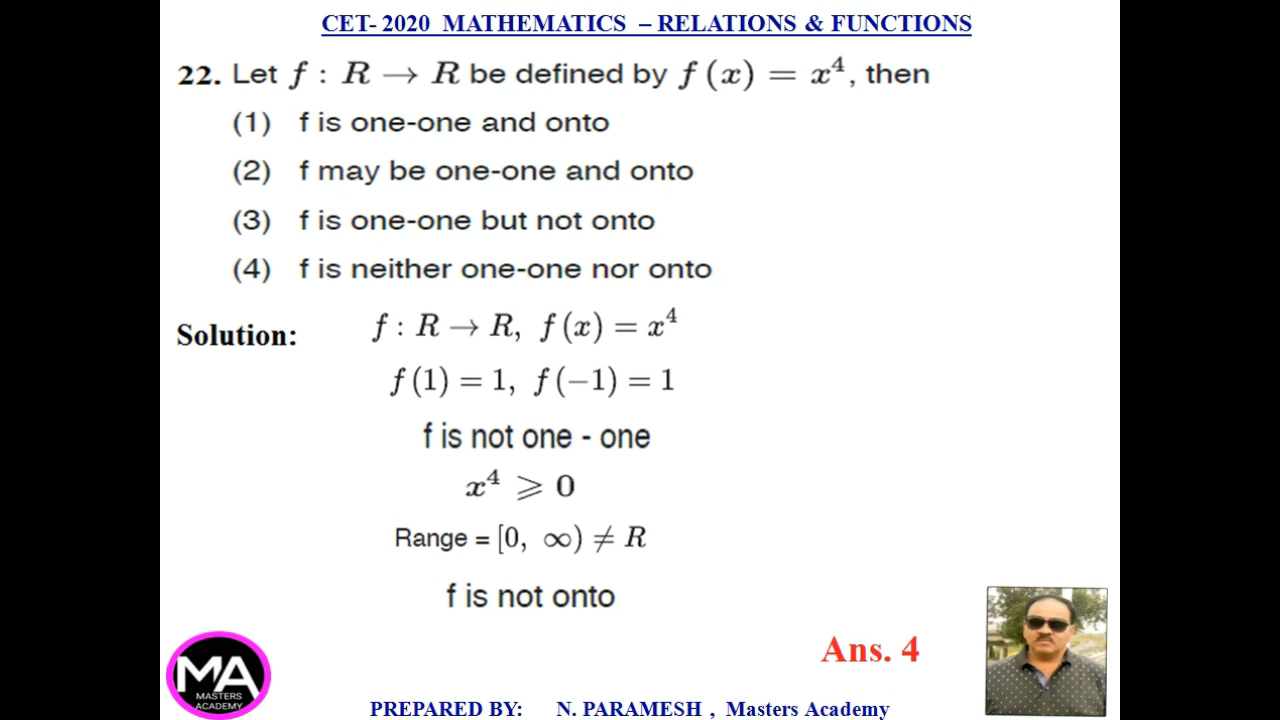 CET- 2020 MATHEMATICS – RELATIONS & FUNCTIONS
22. Let f : R → R be defined by f (x) = x⁴, then
(1) f is one-one and onto
(2) f may be one-one and onto
(3) f is one-one but not onto
(4) f is neither one-one nor onto
Solution: f : R → R, f (x) = x⁴
f (1) = 1, f (−1) = 1
f is not one - one
x⁴ ⩾ 0
Range = [0, ∞) ≠ R
f is not onto
Ans. 4
MA
MASTERS
ACADEMY
PREPARED BY: N. PARAMESH , Masters Academy